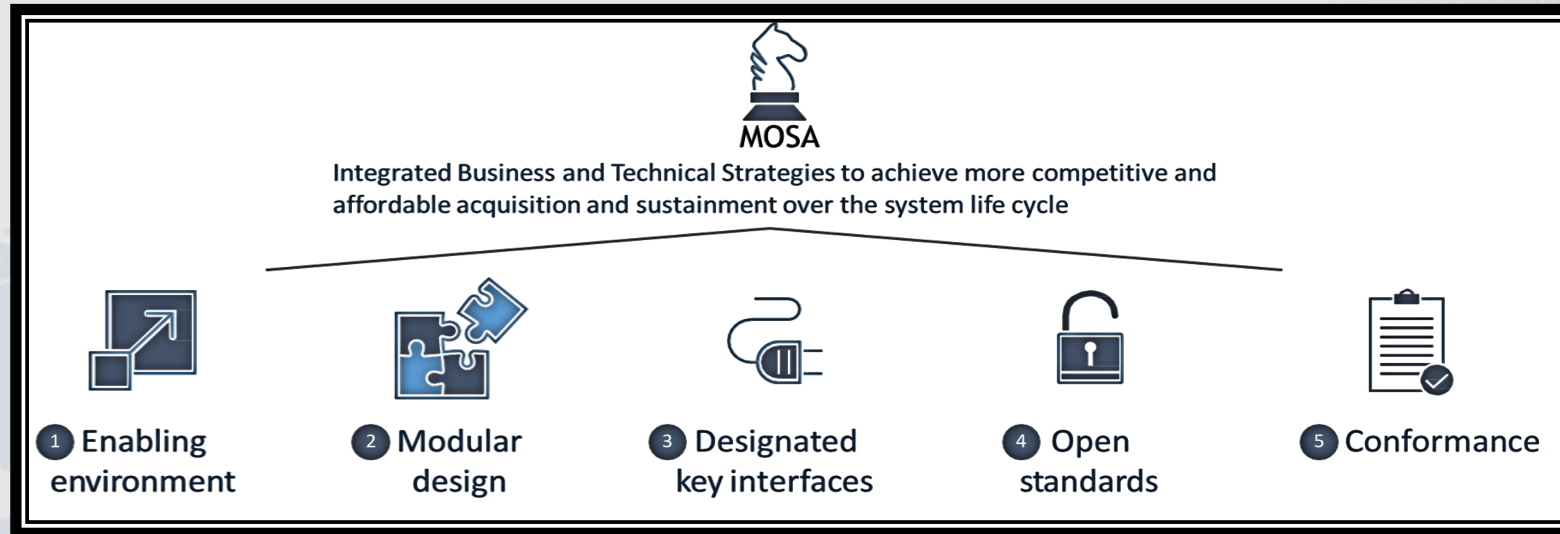 MOSA
Integrated Business and Technical Strategies to achieve more competitive and
affordable acquisition and sustainment over the system life cycle
1 Enabling
environment
2 Modular
design
3 Designated
key interfaces
4 Open
standards
5 Conformance